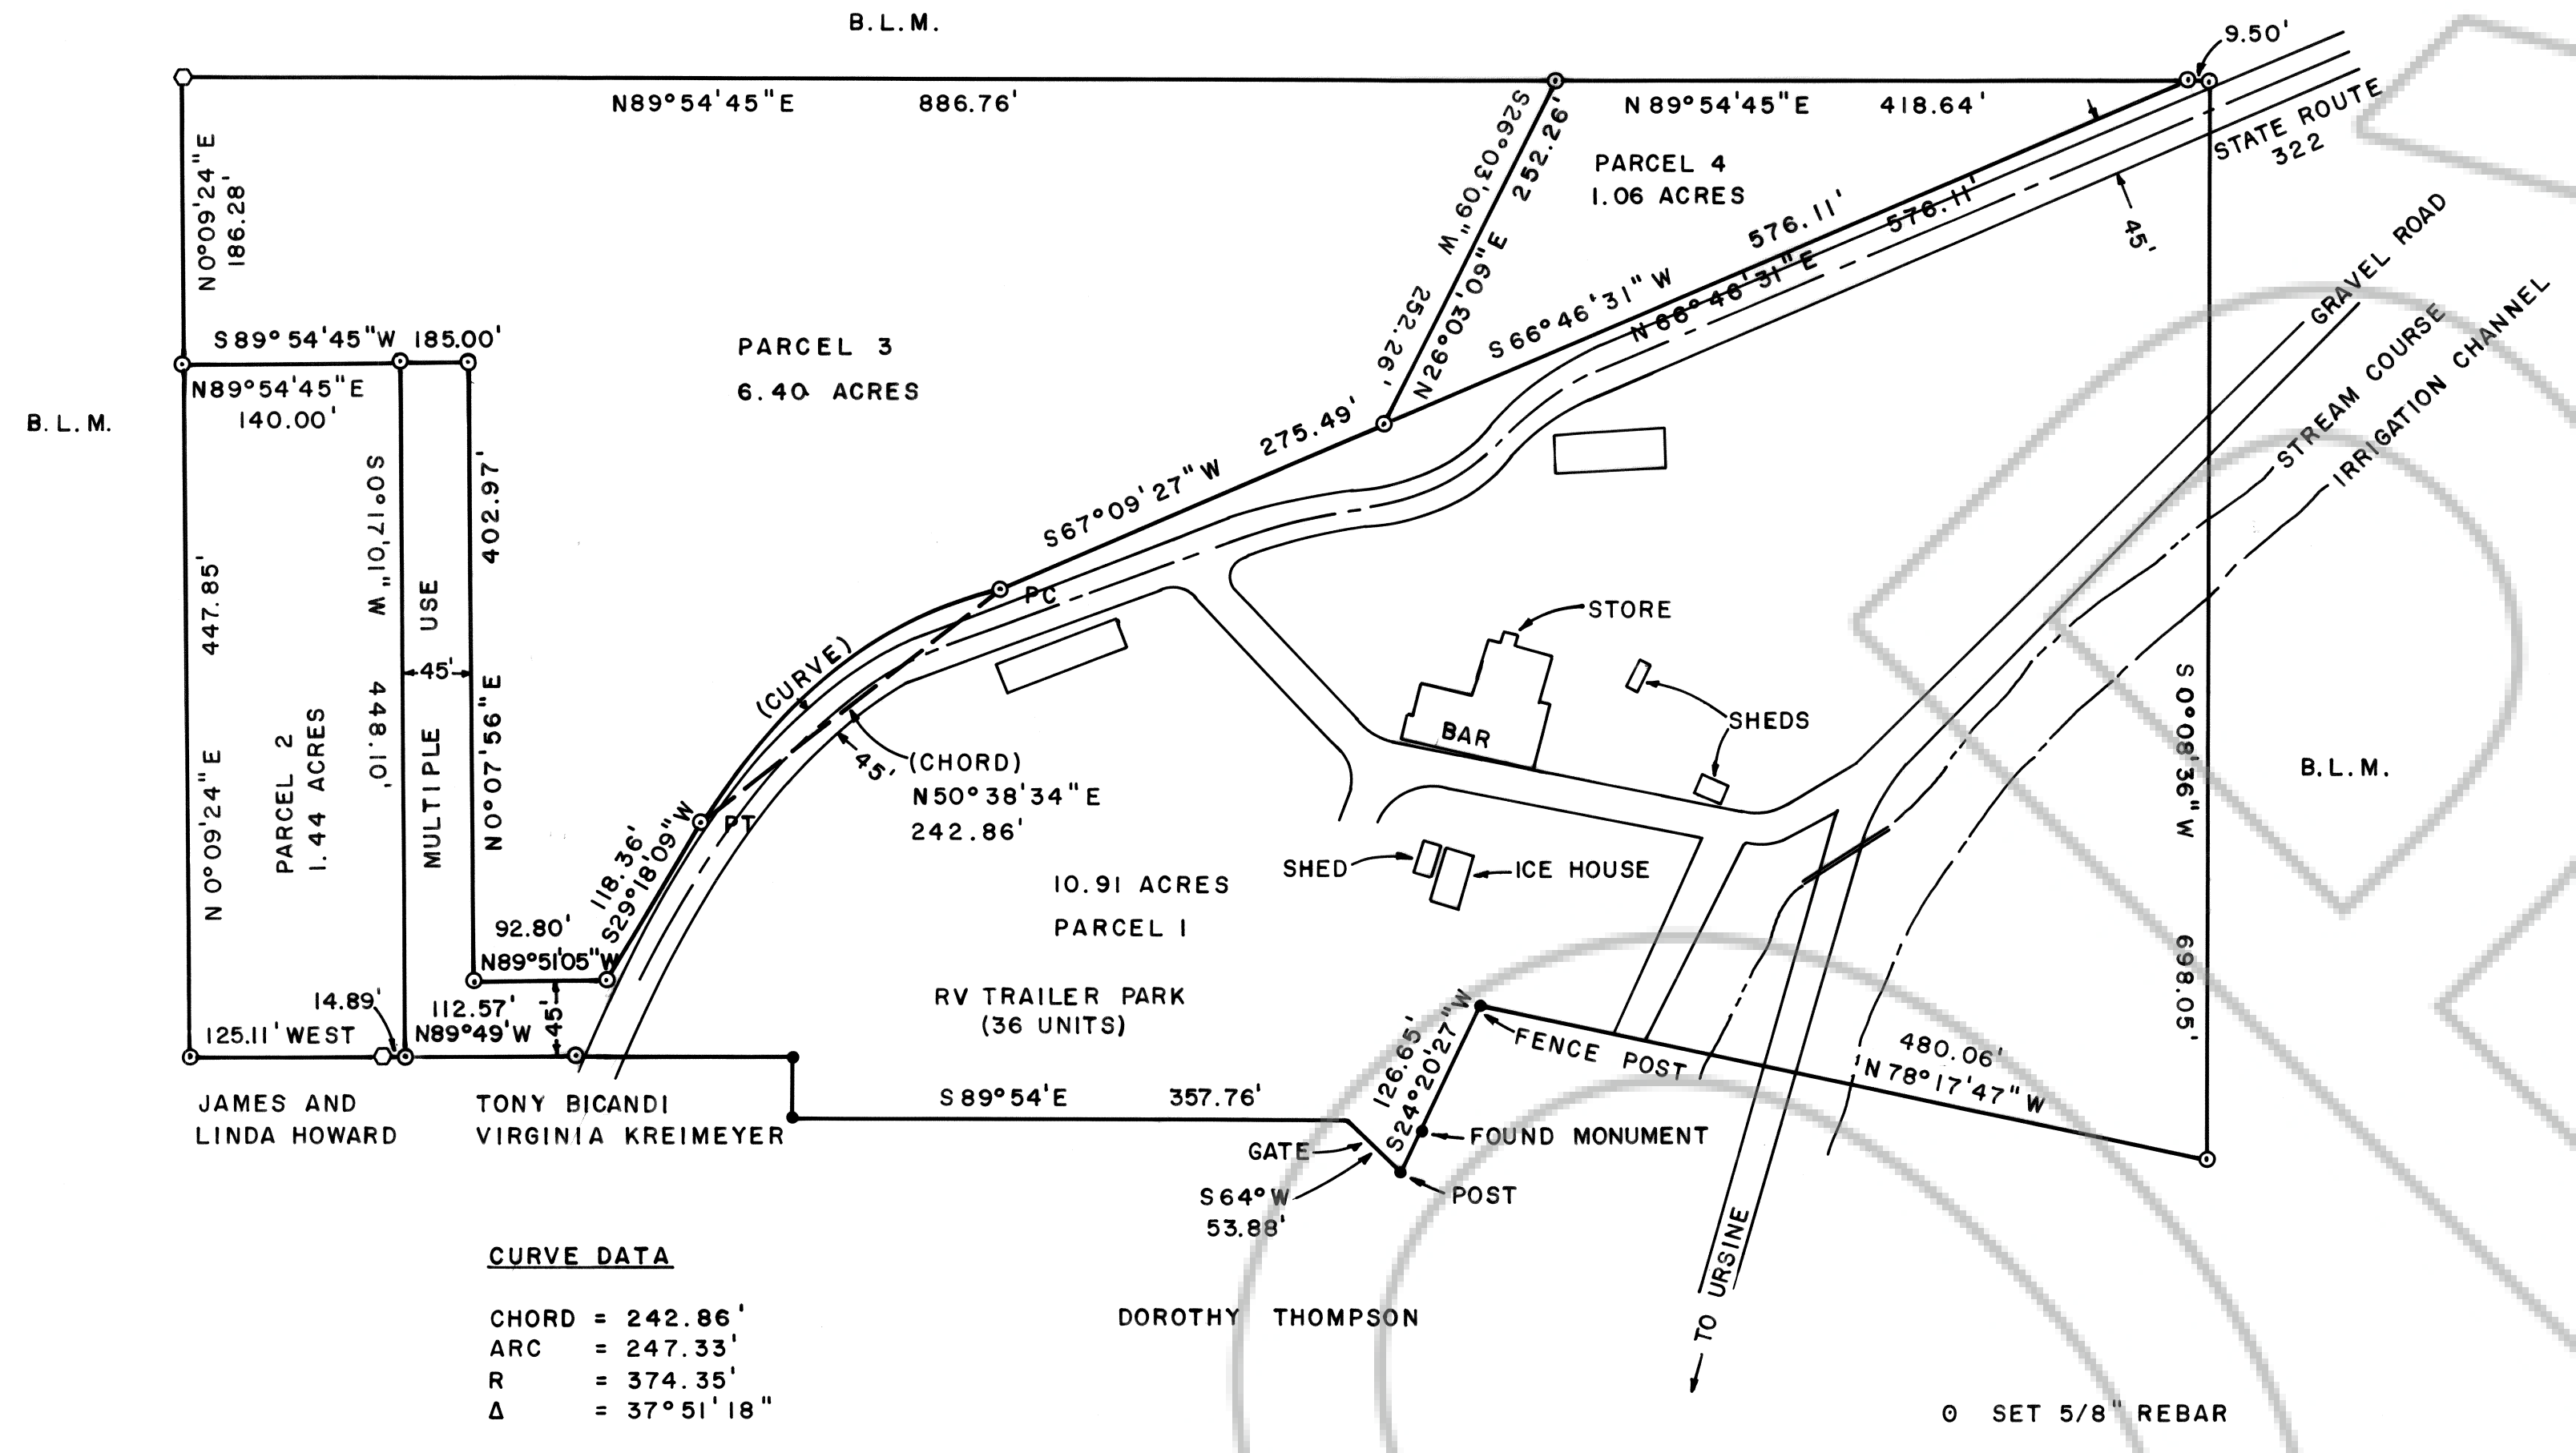 B.L.M.
9.50'
N89°54'45"E 886.76'
N89°54'45"E 418.64'
STATE ROUTE
322
N0°09'24"E
186.28'
S26°03'09"W 252.26'
N26°03'09"E 252.26'
PARCEL 4
1.06 ACRES
576.11'
S66°46'31"W
576.11'
N66°46'31"E
45'
GRAVEL ROAD
STREAM COURSE
IRRIGATION CHANNEL
S89°54'45"W 185.00'
N89°54'45"E
140.00'
PARCEL 3
6.40 ACRES
B.L.M.
S67°09'27"W 275.49'
S0°17'01"W 448.10'
402.97'
N0°07'56"E
447.85'
N0°09'24"E
PARCEL 2
1.44 ACRES
MULTIPLE USE
45'
PC
(CURVE)
45'
(CHORD)
N50°38'34"E
242.86'
PT
118.36'
S29°18'09"W
STORE
BAR
SHEDS
SHED
ICE HOUSE
S0°08'36"W 698.05'
B.L.M.
10.91 ACRES
PARCEL 1
RV TRAILER PARK
(36 UNITS)
92.80'
N89°51'05"W
14.89'
112.57'
N89°49'W
45'
125.11' WEST
126.65'
S24°20'27"W
FENCE POST
480.06'
N78°17'47"W
JAMES AND
LINDA HOWARD
TONY BICANDI
VIRGINIA KREIMEYER
S89°54'E 357.76'
GATE
FOUND MONUMENT
S64°W
53.88'
POST
TO URSINE
DOROTHY THOMPSON
CURVE DATA
CHORD = 242.86'
ARC = 247.33'
R = 374.35'
Δ = 37°51'18"
⊙ SET 5/8" REBAR